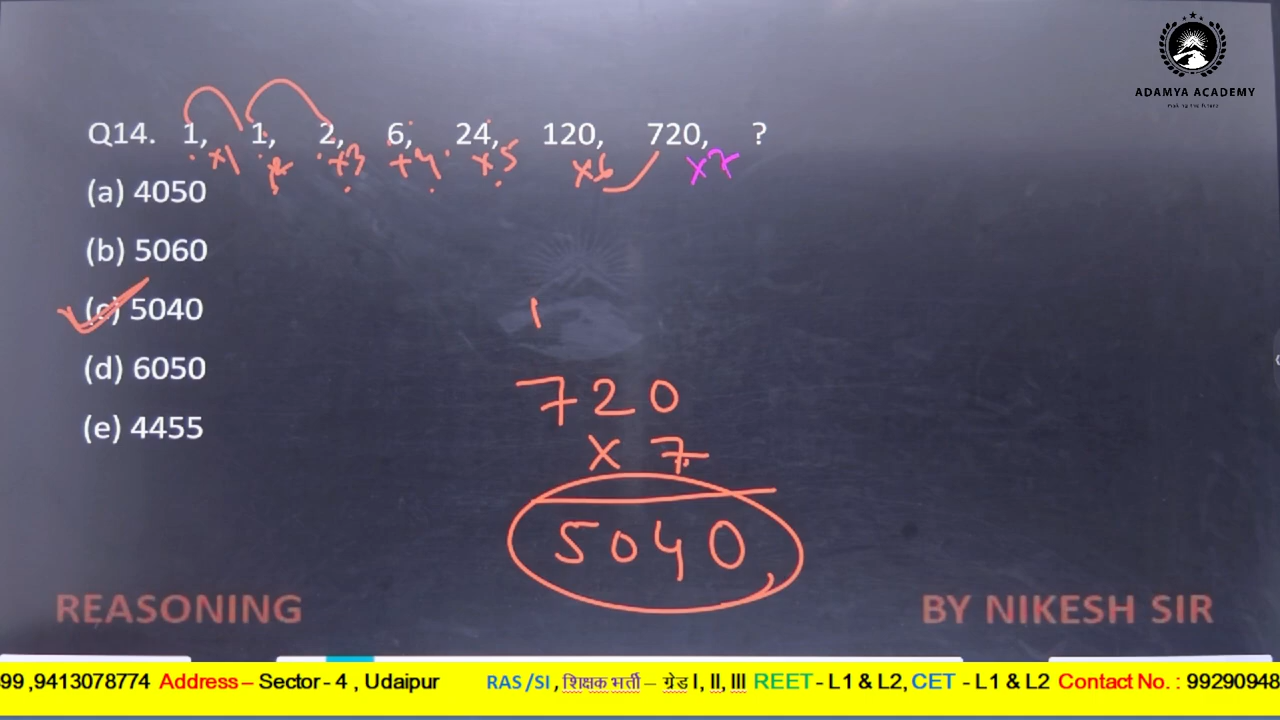 ADAMYA ACADEMY
Q14. 1, 1, 2, 6, 24, 120, 720, ?
×1 ×3 ×4 ×5 ×6 ×7
(a) 4050
(b) 5060
(c) 5040
(d) 6050
(e) 4455
720
× 7
5040
REASONING
BY NIKESH SIR
99 ,9413078774 Address – Sector - 4 , Udaipur RAS /SI , शिक्षक भर्ती – ग्रेड I, II, III REET - L1 & L2, CET - L1 & L2 Contact No. : 99290948